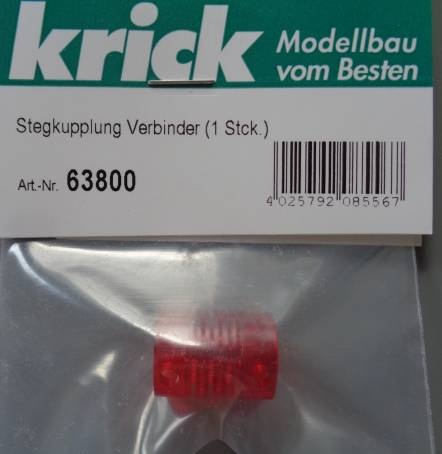 krick
Modellbau
vom Besten
Stegkupplung Verbinder (1 Stck.)
Art.-Nr. 63800
4 025792 085567